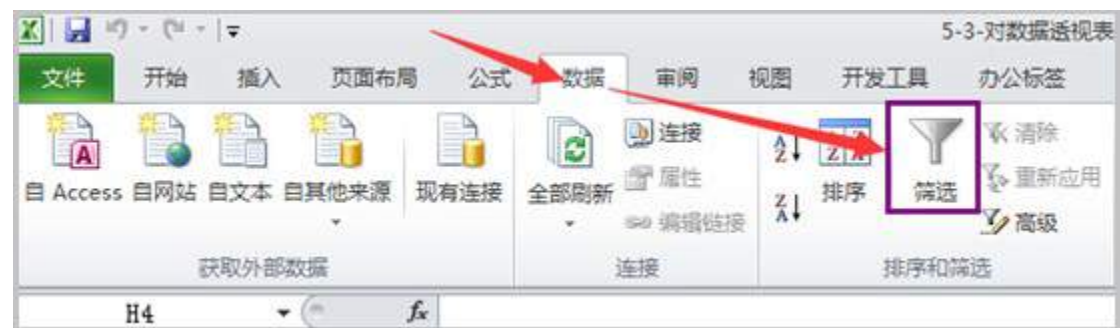 5-3-对数据透视表
文件 开始 插入 页面布局 公式 数据 审阅 视图 开发工具 办公标签
连接 清除
属性 重新应用
自 Access 自网站 自文本 自其他来源 现有连接 全部刷新 排序 筛选
编辑链接 高级
获取外部数据 连接 排序和筛选
H4 fx